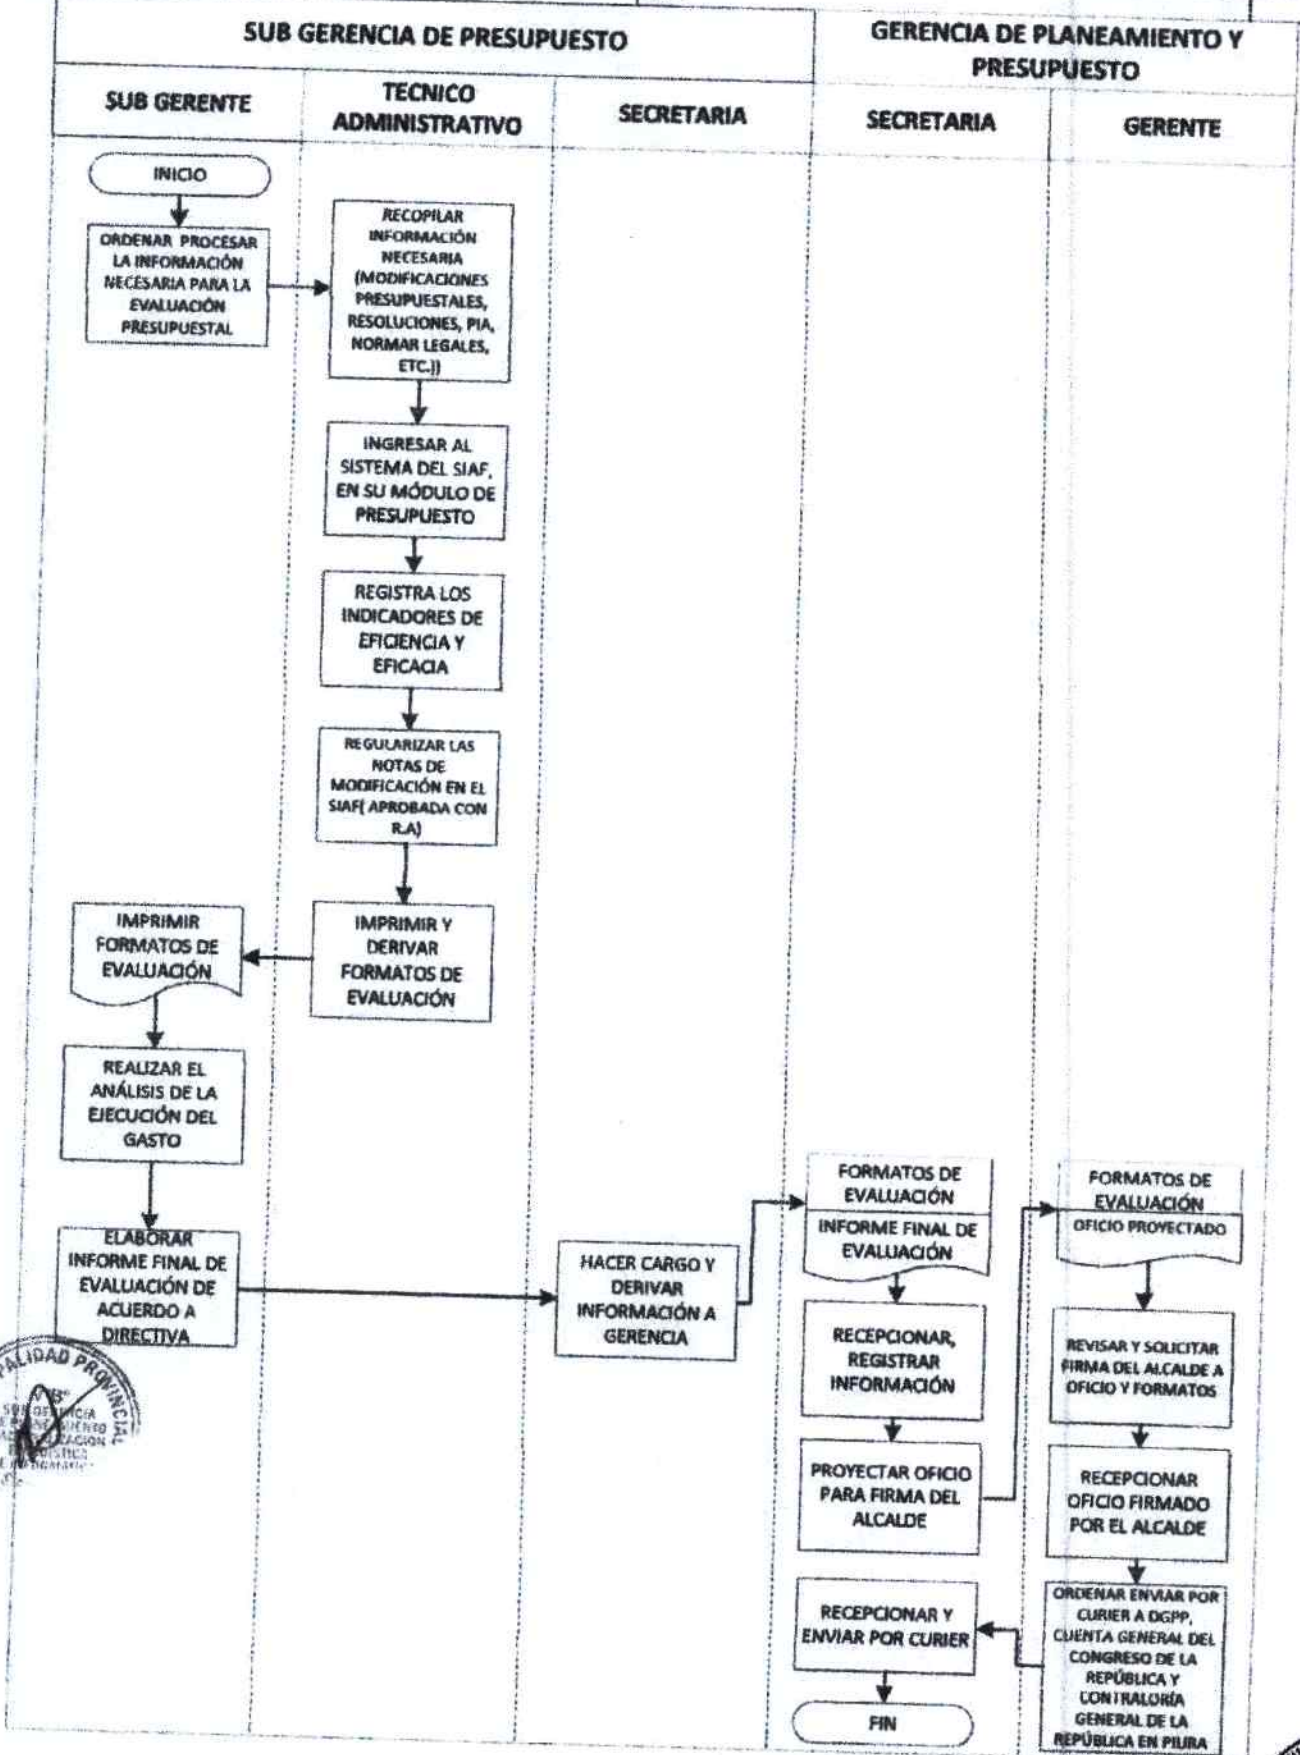 SUB GERENCIA DE PRESUPUESTO
GERENCIA DE PLANEAMIENTO Y
PRESUPUESTO
SUB GERENTE
TECNICO
ADMINISTRATIVO
SECRETARIA
SECRETARIA
GERENTE
INICIO
ORDENAR PROCESAR
LA INFORMACIÓN
NECESARIA PARA LA
EVALUACIÓN
PRESUPUESTAL
RECOPILAR
INFORMACIÓN
NECESARIA
(MODIFICACIONES
PRESUPUESTALES,
RESOLUCIONES, PIA,
NORMAR LEGALES,
ETC.))
INGRESAR AL
SISTEMA DEL SIAF,
EN SU MÓDULO DE
PRESUPUESTO
REGISTRA LOS
INDICADORES DE
EFICIENCIA Y
EFICACIA
REGULARIZAR LAS
NOTAS DE
MODIFICACIÓN EN EL
SIAF( APROBADA CON
R.A)
IMPRIMIR Y
DERIVAR
FORMATOS DE
EVALUACIÓN
IMPRIMIR
FORMATOS DE
EVALUACIÓN
REALIZAR EL
ANÁLISIS DE LA
EJECUCIÓN DEL
GASTO
ELABORAR
INFORME FINAL DE
EVALUACIÓN DE
ACUERDO A
DIRECTIVA
HACER CARGO Y
DERIVAR
INFORMACIÓN A
GERENCIA
FORMATOS DE
EVALUACIÓN
INFORME FINAL DE
EVALUACIÓN
RECEPCIONAR,
REGISTRAR
INFORMACIÓN
PROYECTAR OFICIO
PARA FIRMA DEL
ALCALDE
FORMATOS DE
EVALUACIÓN
OFICIO PROYECTADO
REVISAR Y SOLICITAR
FIRMA DEL ALCALDE A
OFICIO Y FORMATOS
RECEPCIONAR
OFICIO FIRMADO
POR EL ALCALDE
ORDENAR ENVIAR POR
CURIER A DGPP,
CUENTA GENERAL DEL
CONGRESO DE LA
REPÚBLICA Y
CONTRALORÍA
GENERAL DE LA
REPÚBLICA EN PIURA
RECEPCIONAR Y
ENVIAR POR CURIER
FIN
PALIDAD PROVINCIAL